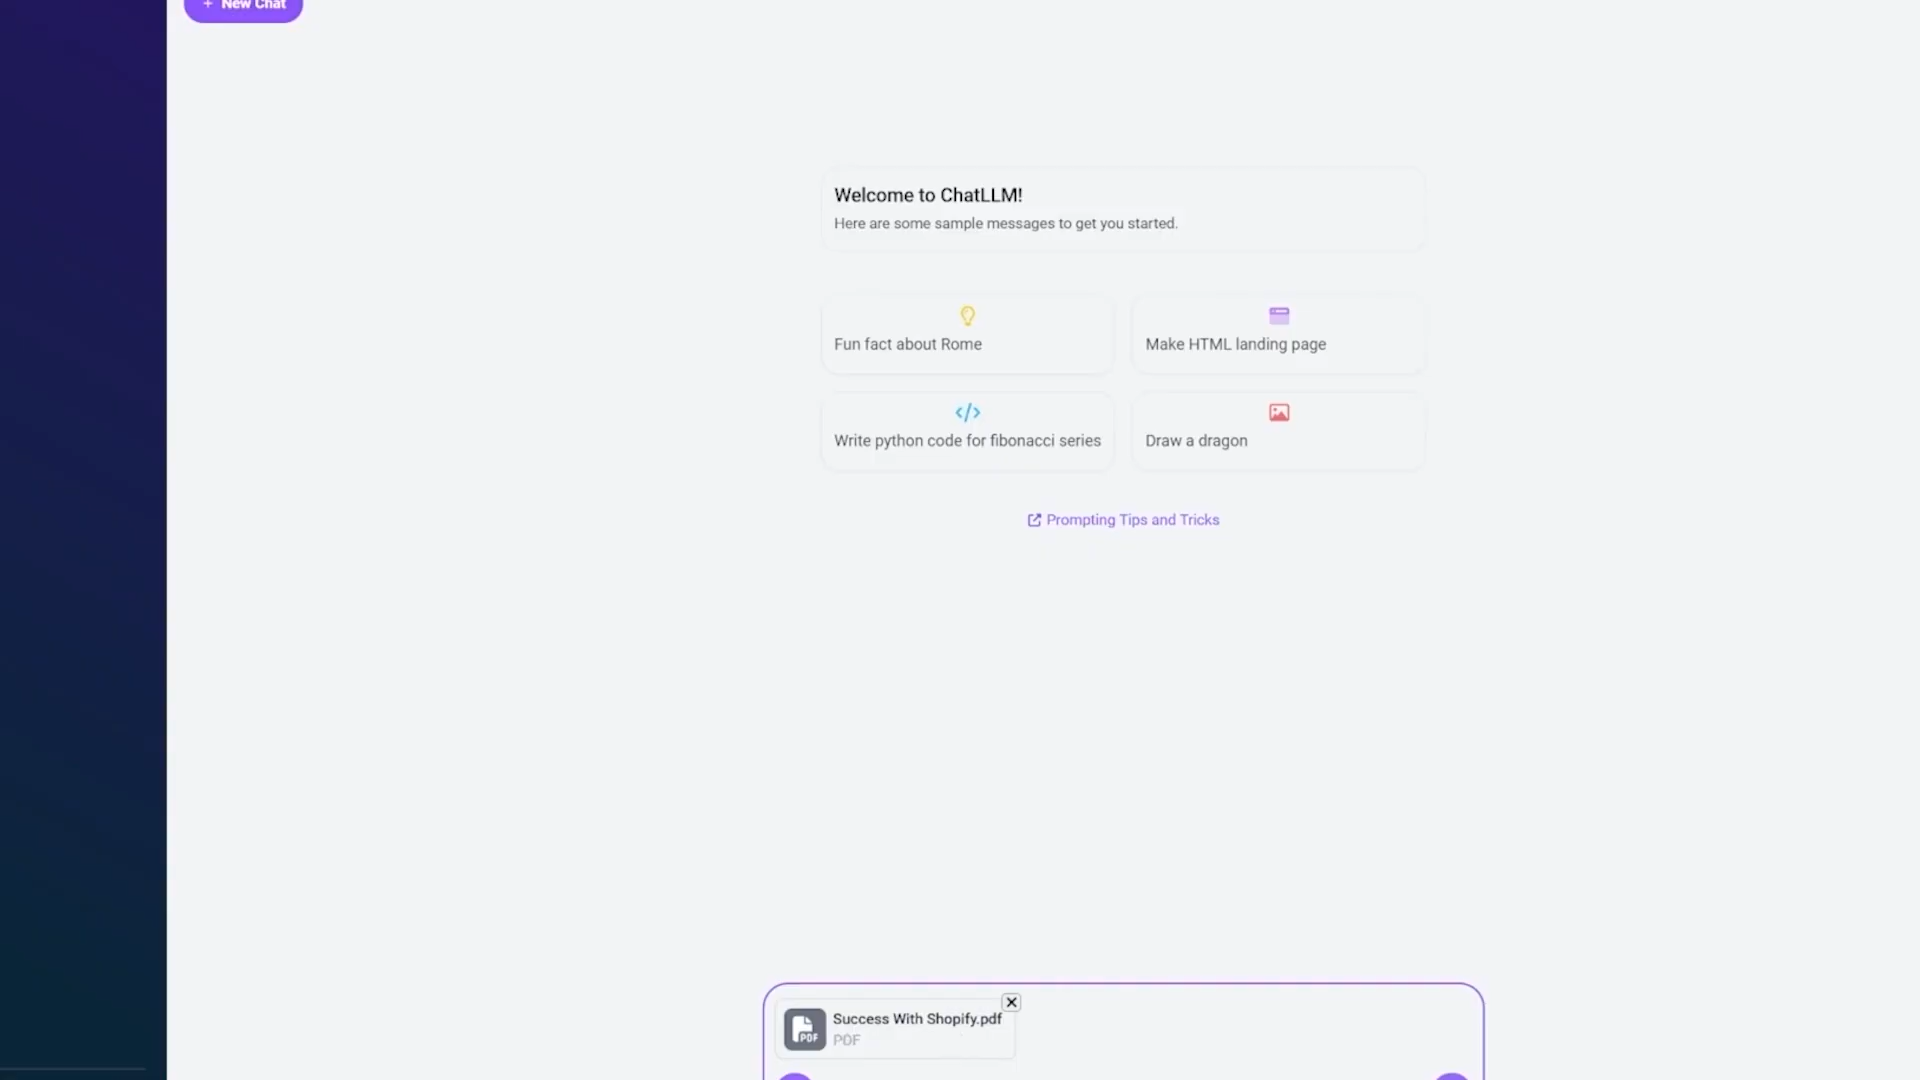 + New Chat
Welcome to ChatLLM!
Here are some sample messages to get you started.
Fun fact about Rome
Make HTML landing page
Write python code for fibonacci series
Draw a dragon
Prompting Tips and Tricks
Success With Shopify.pdf
PDF
PDF